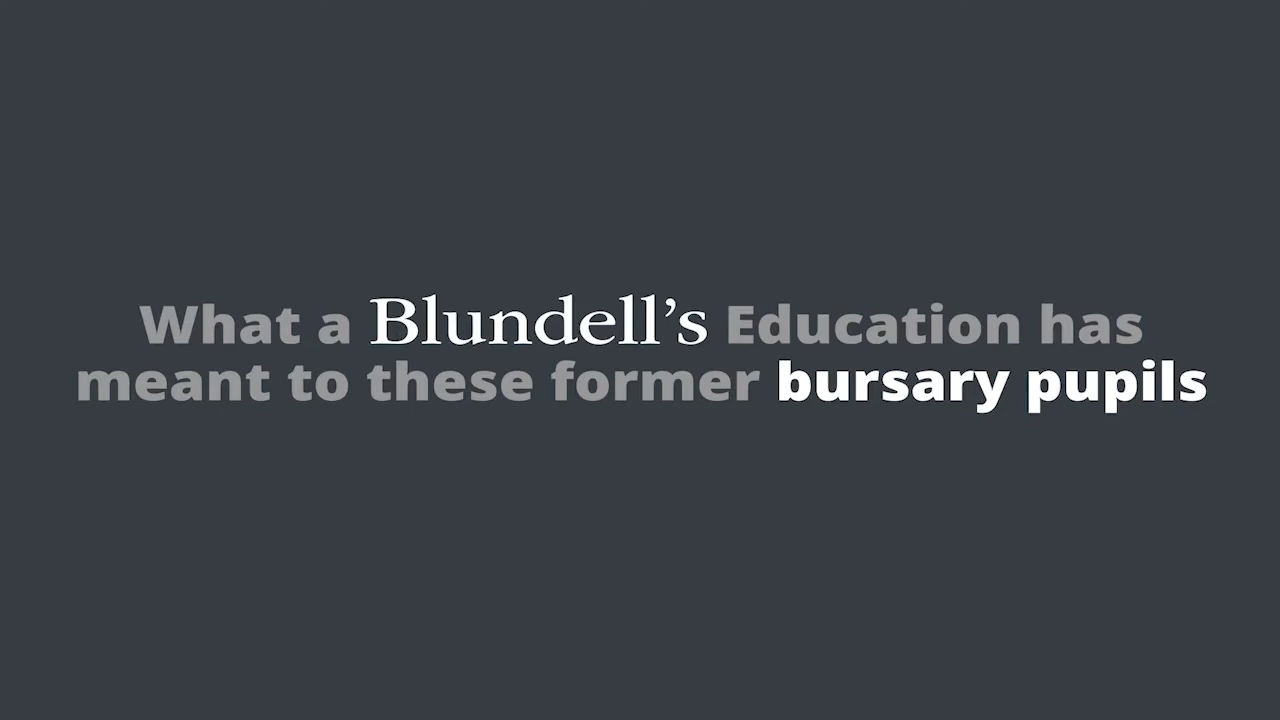 What a Blundell’s Education has
meant to these former bursary pupils